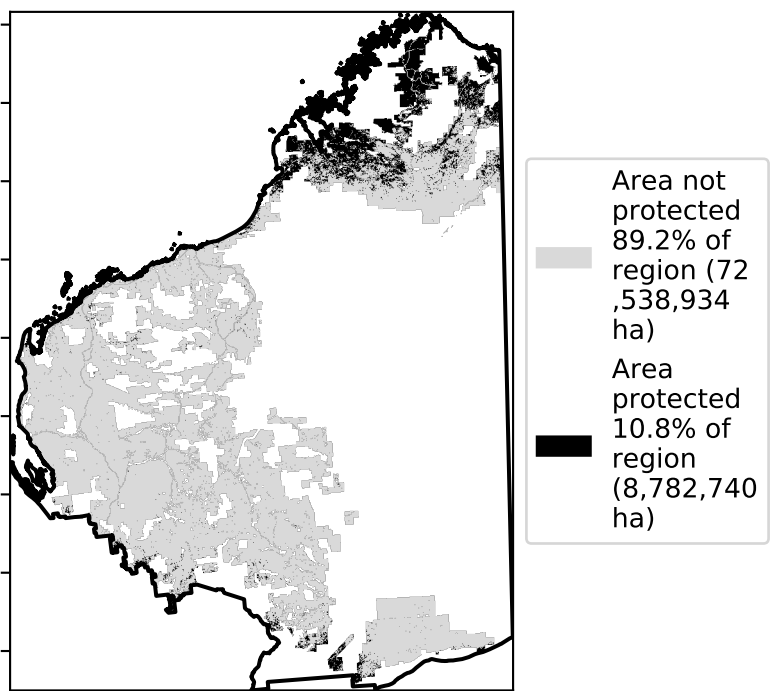 Area not
protected
89.2% of
region (72
,538,934
ha)
Area
protected
10.8% of
region
(8,782,740
ha)